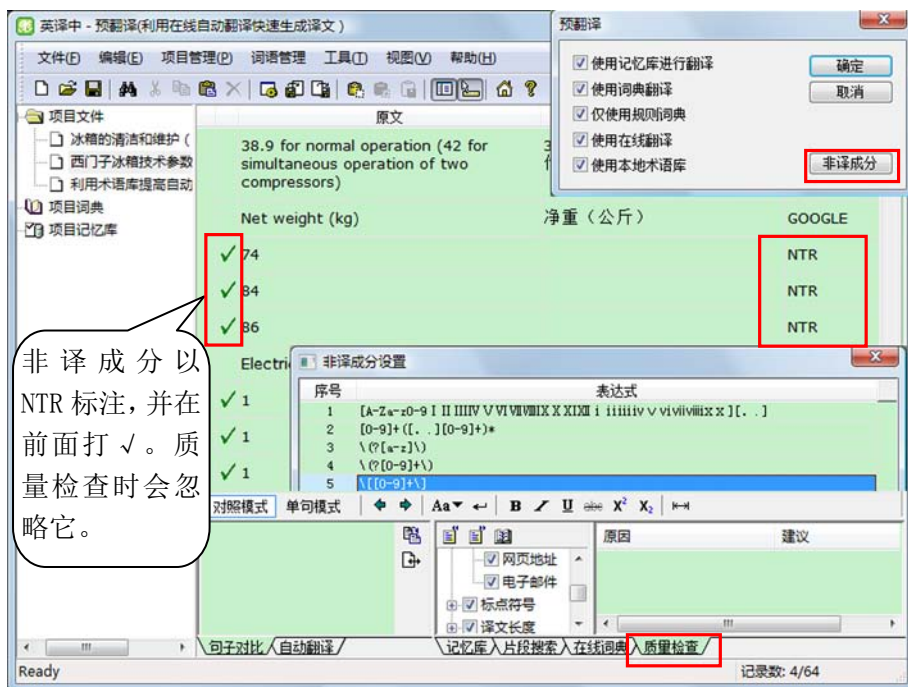 英译中 - 预翻译(利用在线自动翻译快速生成译文)
文件(F) 编辑(E) 项目管理(P) 词语管理 工具(T) 视图(V) 帮助(H)
预翻译
使用记忆库进行翻译
使用词典翻译
仅使用规则词典
使用在线翻译
使用本地术语库
确定
取消
非译成分
项目文件
冰箱的清洁和维护 (
西门子冰箱技术参数
利用术语库提高自动
项目词典
项目记忆库
原文
38.9 for normal operation (42 for
simultaneous operation of two
compressors)
Net weight (kg) 净重（公斤） GOOGLE
✓ 74 NTR
✓ 84 NTR
✓ 86 NTR
Electri
✓ 1
✓ 1
✓ 1
非译成分以
NTR 标注，并在
前面打 √。质
量检查时会忽
略它。
非译成分设置
序号 表达式
2 [0-9]+([. .][0-9]+)*
3 \(?[a-z]\)
4 \(?[0-9]+\)
5 \[[0-9]+\]
对照模式 单句模式 Aa B U abc X² X₂
网页地址
电子邮件
标点符号
译文长度
原因 建议
句子对比 自动翻译
记忆库 片段搜索 在线词典 质量检查
Ready 记录数: 4/64